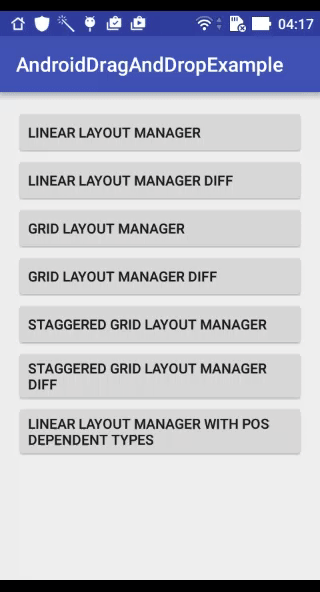 04:17
AndroidDragAndDropExample
LINEAR LAYOUT MANAGER
LINEAR LAYOUT MANAGER DIFF
GRID LAYOUT MANAGER
GRID LAYOUT MANAGER DIFF
STAGGERED GRID LAYOUT MANAGER
STAGGERED GRID LAYOUT MANAGER
DIFF
LINEAR LAYOUT MANAGER WITH POS
DEPENDENT TYPES